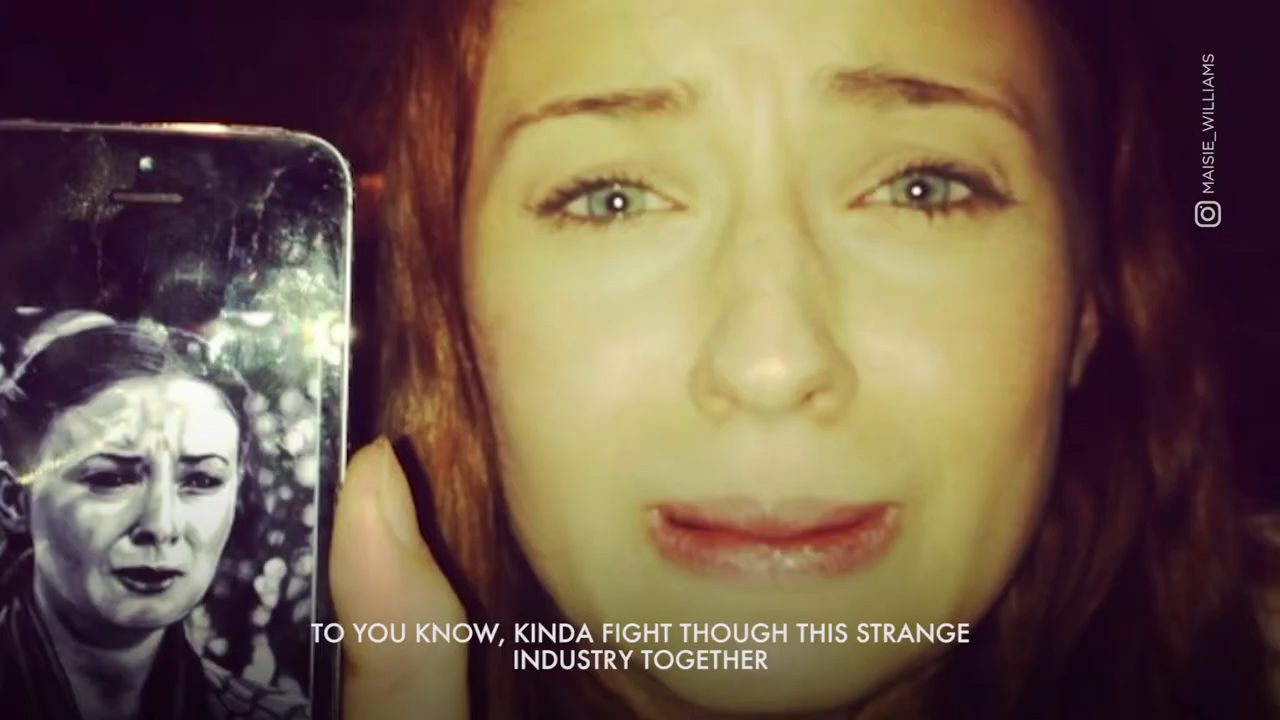 MAISIE_WILLIAMS
TO YOU KNOW, KINDA FIGHT THOUGH THIS STRANGE
INDUSTRY TOGETHER